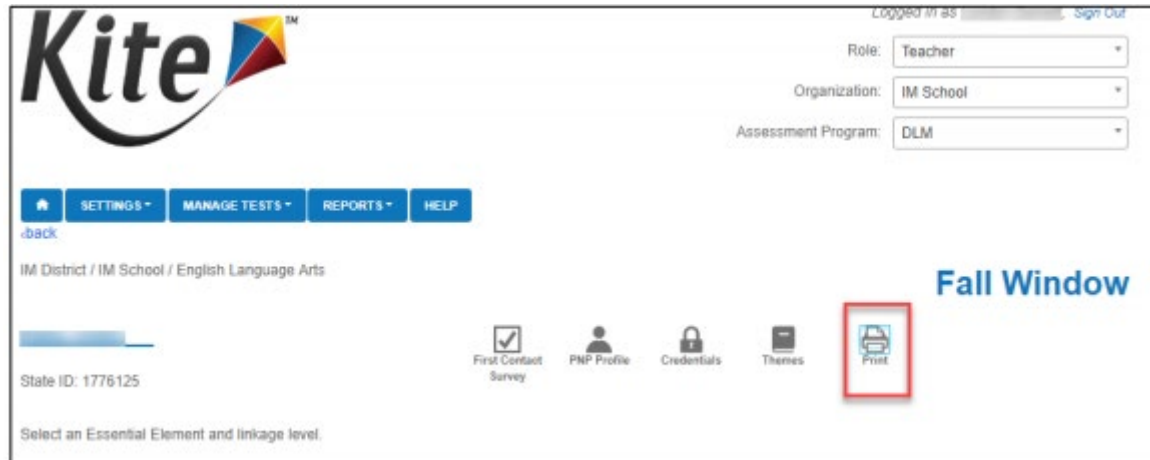 Kite™
Logged in as , Sign Out
Role: Teacher
Organization: IM School
Assessment Program: DLM
SETTINGS MANAGE TESTS REPORTS HELP
‹back
IM District / IM School / English Language Arts
Fall Window
First Contact Survey
PNP Profile
Credentials
Themes
Print
State ID: 1776125
Select an Essential Element and linkage level.